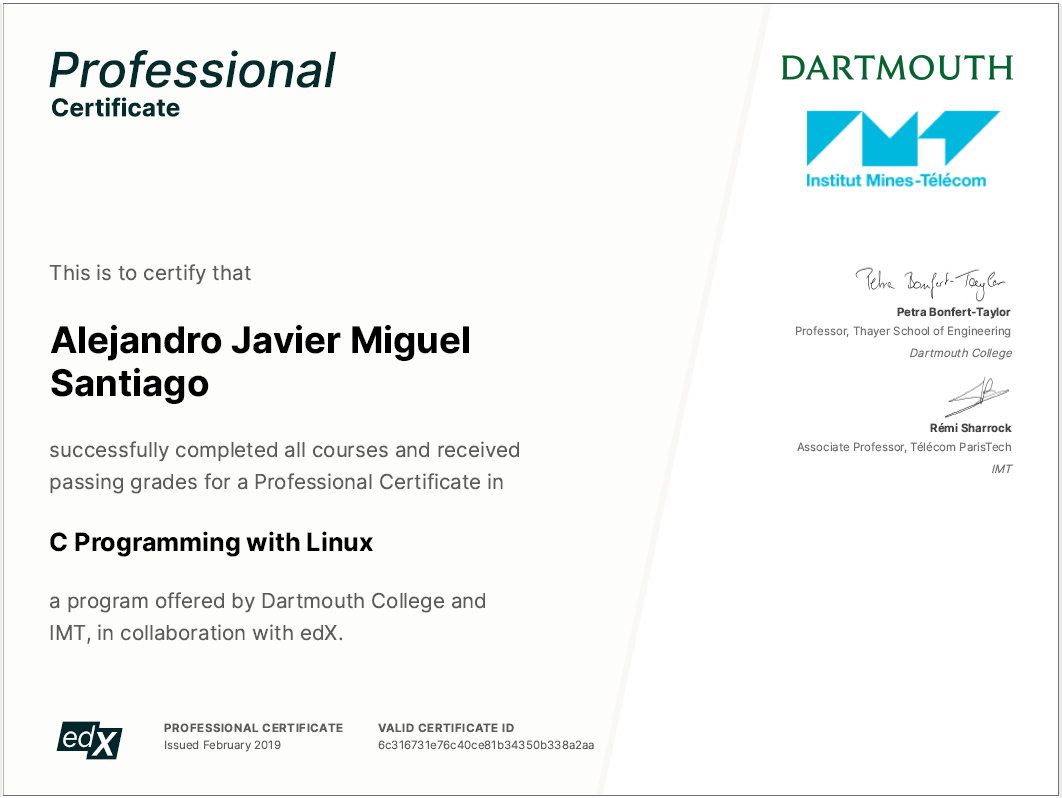 Professional
Certificate
DARTMOUTH
Institut Mines-Télécom
This is to certify that
Alejandro Javier Miguel
Santiago
successfully completed all courses and received
passing grades for a Professional Certificate in
C Programming with Linux
a program offered by Dartmouth College and
IMT, in collaboration with edX.
Petra Bonfert-Taylor
Petra Bonfert-Taylor
Professor, Thayer School of Engineering
Dartmouth College
Rémi Sharrock
Associate Professor, Télécom ParisTech
IMT
edX
PROFESSIONAL CERTIFICATE
Issued February 2019
VALID CERTIFICATE ID
6c316731e76c40ce81b34350b338a2aa